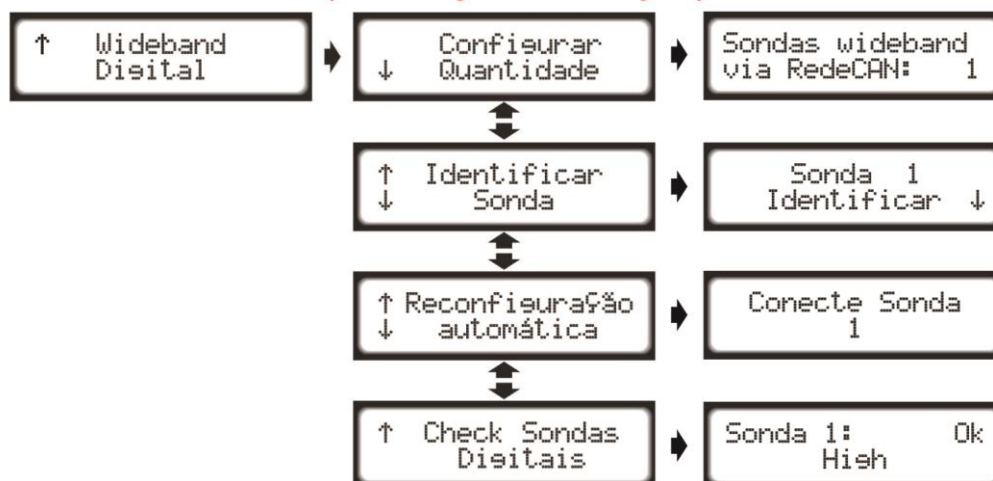 ↑ Wideband
Digital
Configurar
↓ Quantidade
Sondas wideband
via RedeCAN: 1
↑ Identificar
↓ Sonda
Sonda 1
Identificar ↓
↑ Reconfiguração
↓ automática
Conecte Sonda
1
↑ Check Sondas
Digitais
Sonda 1: Ok
High